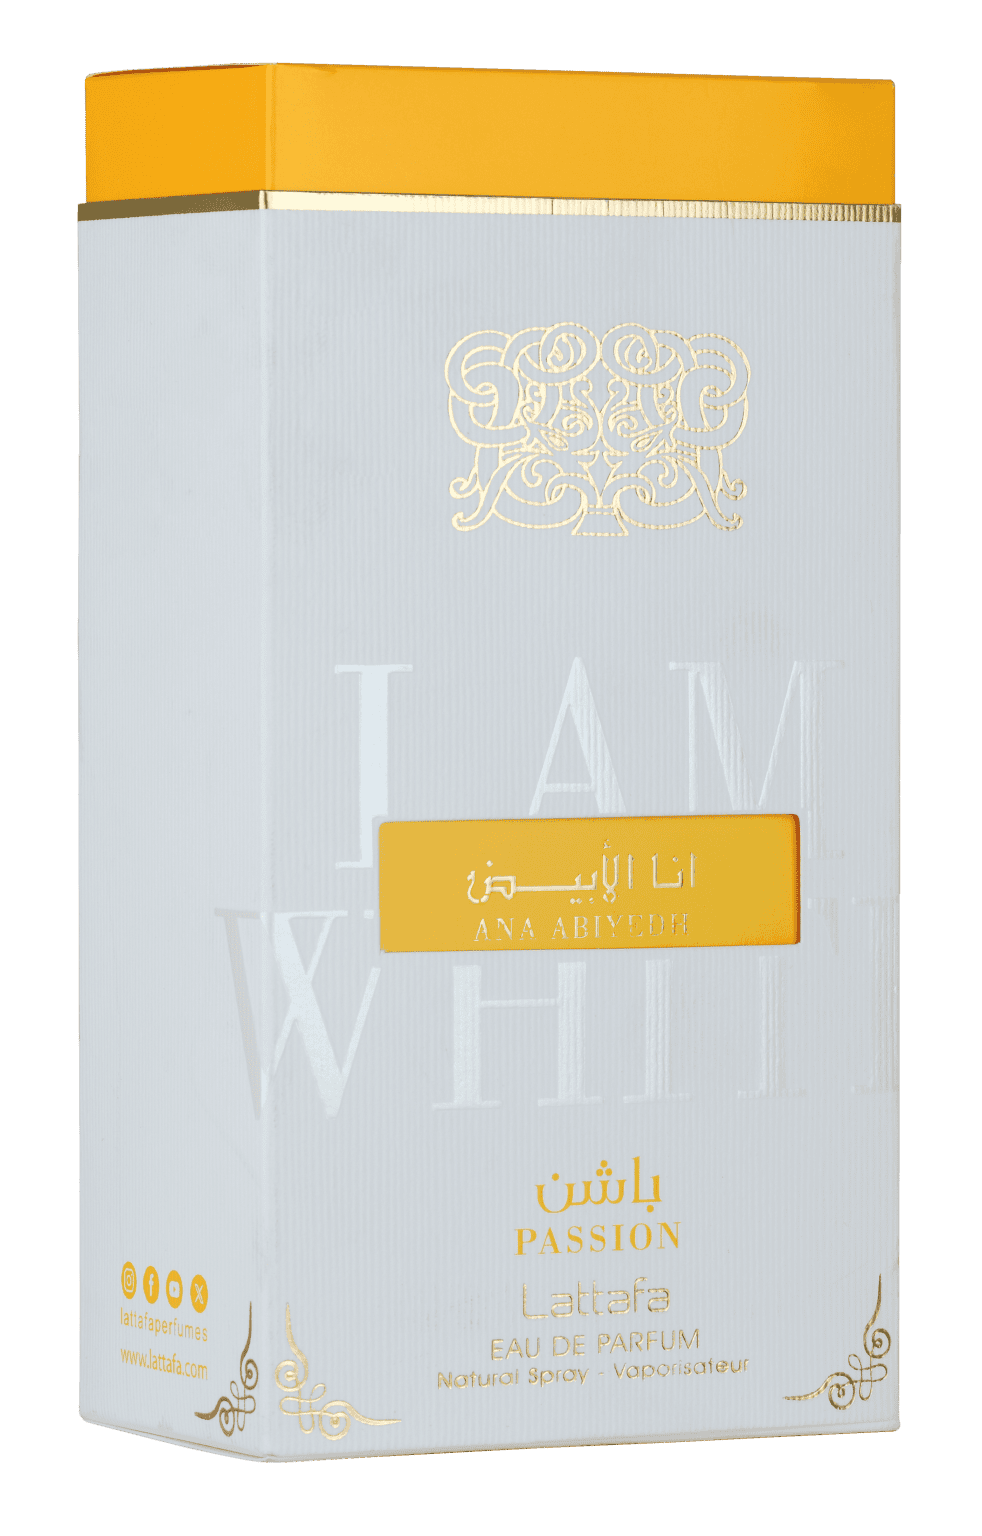 I AM
انا الأبيض
ANA ABIYEDH
WHITE
باشن
PASSION
Lattafa
EAU DE PARFUM
Natural Spray - Vaporisateur
lattafaperfumes
www.lattafa.com